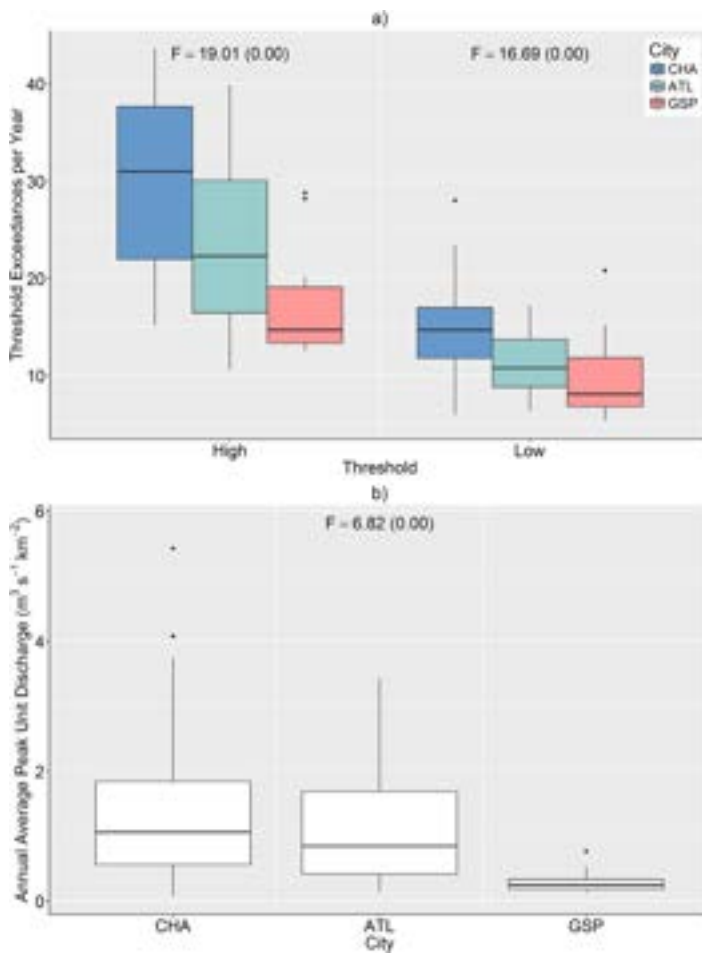 a)
F = 19.01 (0.00)
F = 16.69 (0.00)
City
CHA
ATL
GSP
Threshold Exceedances per Year
40
30
20
10
High
Low
Threshold
b)
F = 6.82 (0.00)
Annual Average Peak Unit Discharge (m³ s⁻¹ km⁻²)
6
4
2
0
CHA
ATL
GSP
City